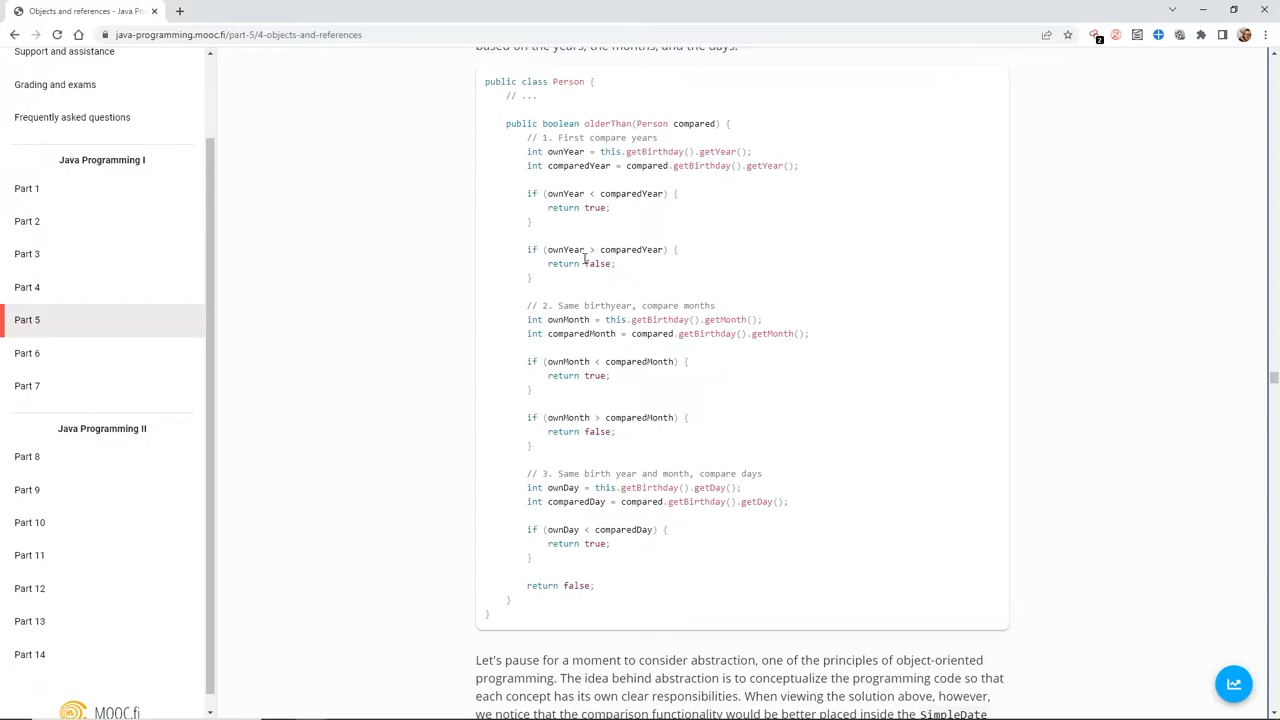 Objects and references - Java Pro
java-programming.mooc.fi/part-5/4-objects-and-references
2
Support and assistance
Grading and exams
Frequently asked questions
Java Programming I
Part 1
Part 2
Part 3
Part 4
Part 5
Part 6
Part 7
Java Programming II
Part 8
Part 9
Part 10
Part 11
Part 12
Part 13
Part 14
MOOC.fi
based on the years, the months, and the days.
public class Person {
// ...
public boolean olderThan(Person compared) {
// 1. First compare years
int ownYear = this.getBirthday().getYear();
int comparedYear = compared.getBirthday().getYear();
if (ownYear < comparedYear) {
return true;
}
if (ownYear > comparedYear) {
return false;
}
// 2. Same birthyear, compare months
int ownMonth = this.getBirthday().getMonth();
int comparedMonth = compared.getBirthday().getMonth();
if (ownMonth < comparedMonth) {
return true;
}
if (ownMonth > comparedMonth) {
return false;
}
// 3. Same birth year and month, compare days
int ownDay = this.getBirthday().getDay();
int comparedDay = compared.getBirthday().getDay();
if (ownDay < comparedDay) {
return true;
}
return false;
}
}
Let's pause for a moment to consider abstraction, one of the principles of object-oriented
programming. The idea behind abstraction is to conceptualize the programming code so that
each concept has its own clear responsibilities. When viewing the solution above, however,
we notice that the comparison functionality would be better placed inside the SimpleDate